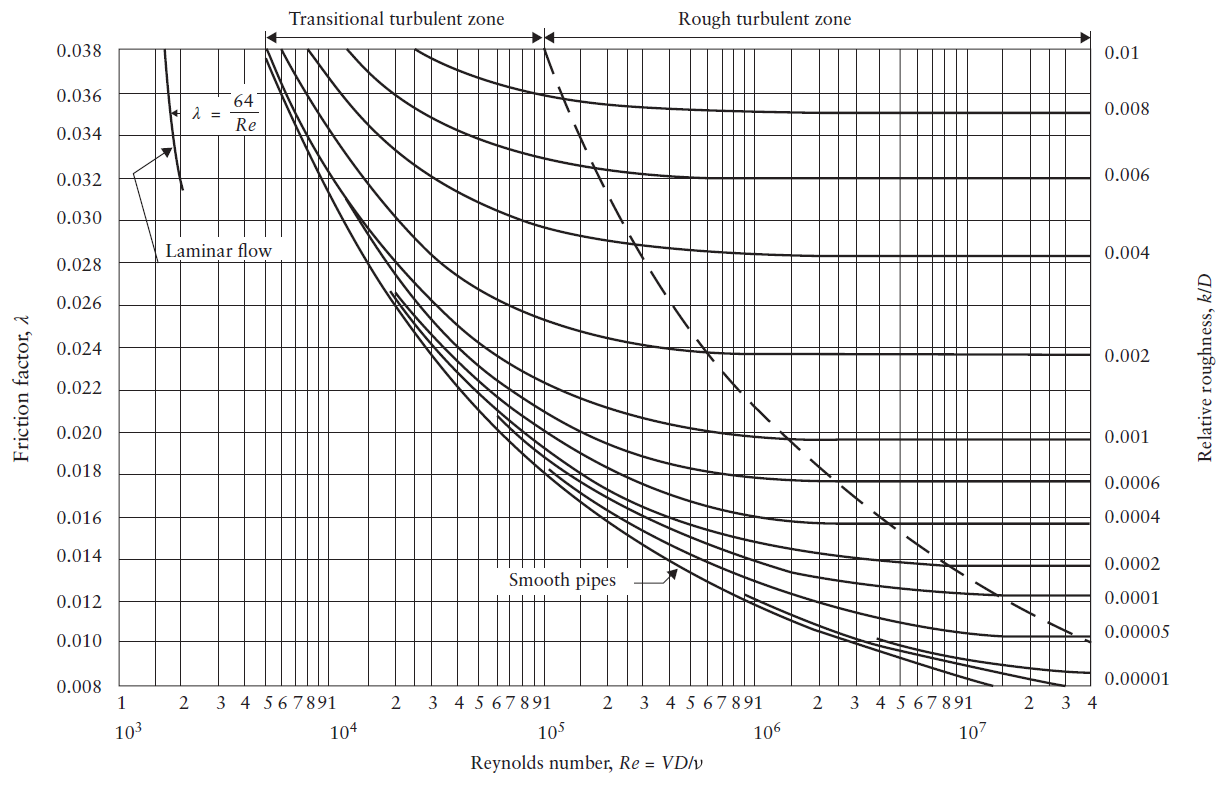 Transitional turbulent zone
Rough turbulent zone
0.038
0.036
0.034
0.032
0.030
0.028
0.026
0.024
0.022
0.020
0.018
0.016
0.014
0.012
0.010
0.008
Friction factor, λ
λ = 64/Re
Laminar flow
Smooth pipes
0.01
0.008
0.006
0.004
0.002
0.001
0.0006
0.0004
0.0002
0.0001
0.00005
0.00001
Relative roughness, k/D
1 2 3 4 5 6 7 8 9 1 2 3 4 5 6 7 8 9 1 2 3 4 5 6 7 8 9 1 2 3 4 5 6 7 8 9 1 2 3 4
10³ 10⁴ 10⁵ 10⁶ 10⁷
Reynolds number, Re = VD/ν